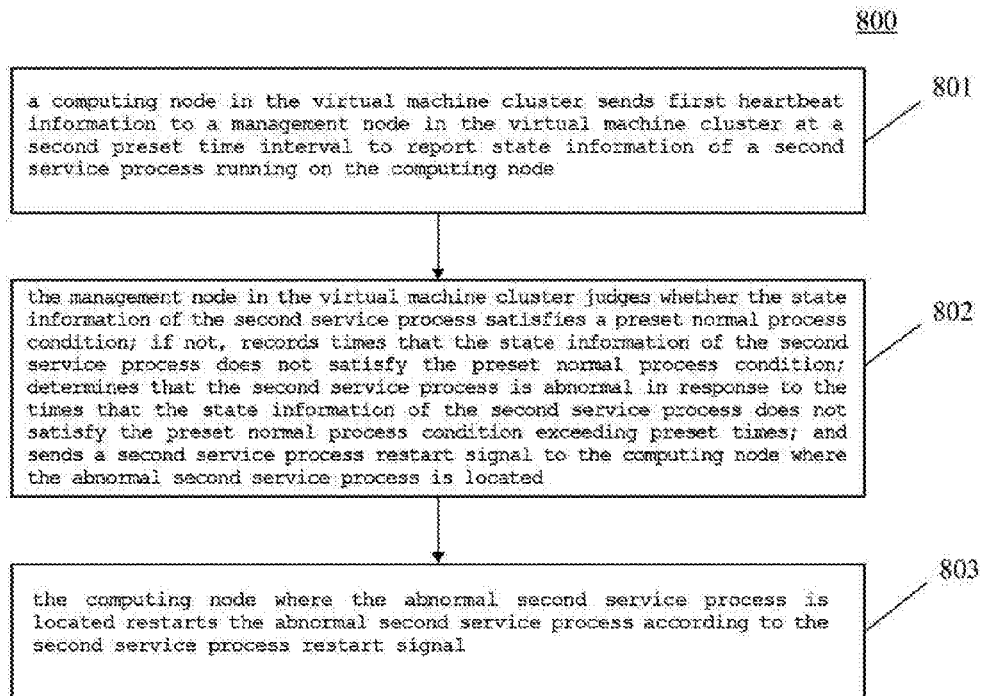 800
801
a computing node in the virtual machine cluster sends first heartbeat
information to a management node in the virtual machine cluster at a
second preset time interval to report state information of a second
service process running on the computing node
802
the management node in the virtual machine cluster judges whether the state
information of the second service process satisfies a preset normal process
condition; if not, records times that the state information of the second
service process does not satisfy the preset normal process condition;
determines that the second service process is abnormal in response to the
times that the state information of the second service process does not
satisfy the preset normal process condition exceeding preset times; and
sends a second service process restart signal to the computing node where
the abnormal second service process is located
803
the computing node where the abnormal second service process is
located restarts the abnormal second service process according to the
second service process restart signal